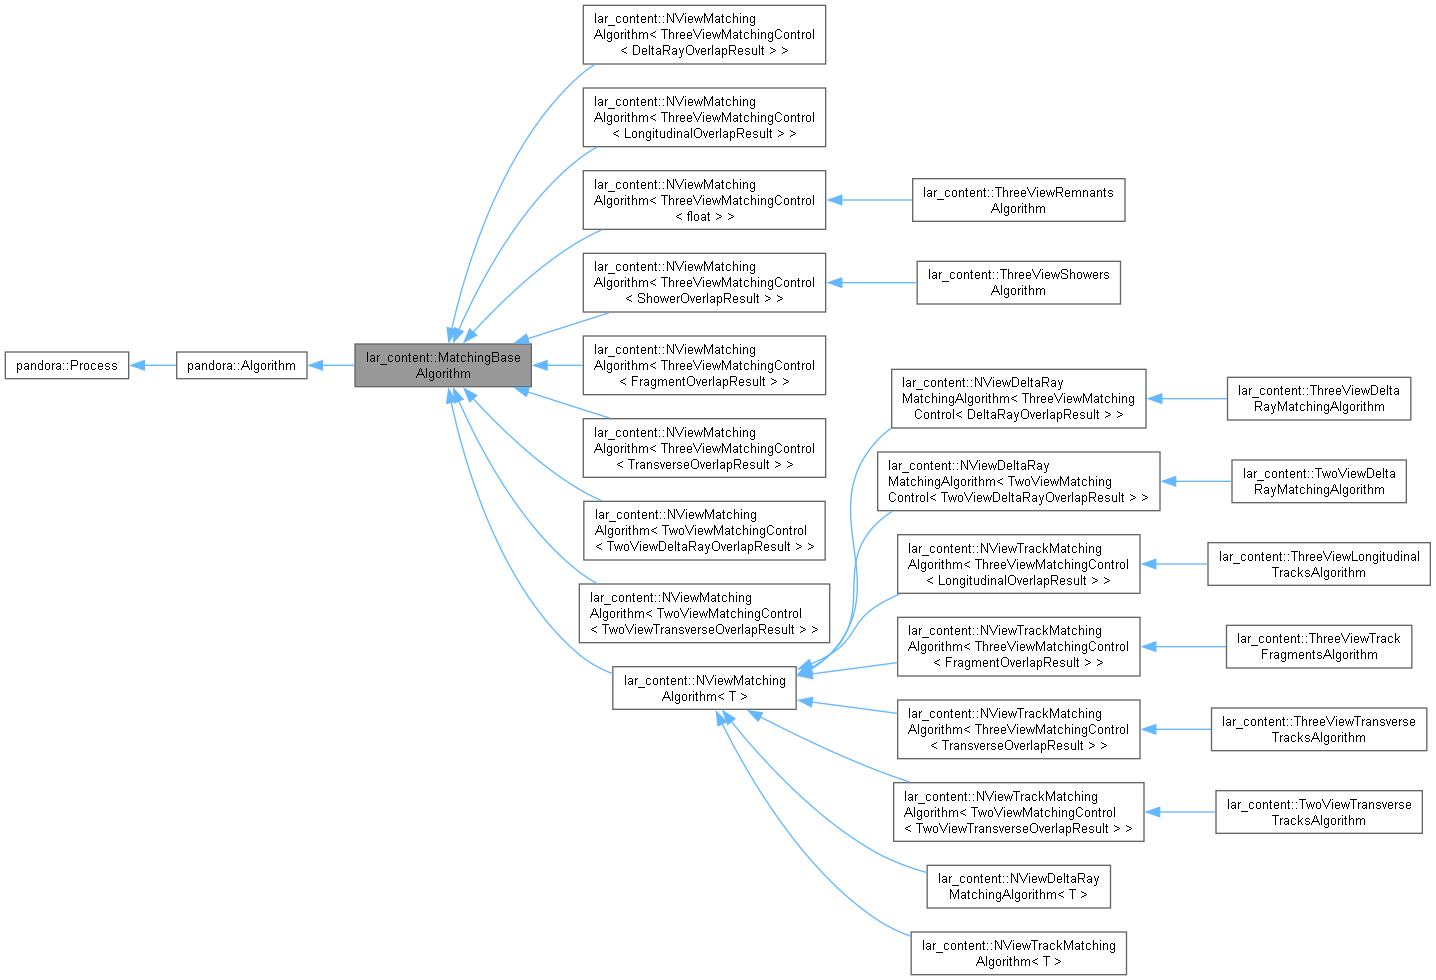 pandora::Process
pandora::Algorithm
lar_content::MatchingBase
Algorithm
lar_content::NViewMatching
Algorithm< ThreeViewMatchingControl
< DeltaRayOverlapResult > >
lar_content::NViewMatching
Algorithm< ThreeViewMatchingControl
< LongitudinalOverlapResult > >
lar_content::NViewMatching
Algorithm< ThreeViewMatchingControl
< float > >
lar_content::NViewMatching
Algorithm< ThreeViewMatchingControl
< ShowerOverlapResult > >
lar_content::NViewMatching
Algorithm< ThreeViewMatchingControl
< FragmentOverlapResult > >
lar_content::NViewMatching
Algorithm< ThreeViewMatchingControl
< TransverseOverlapResult > >
lar_content::NViewMatching
Algorithm< TwoViewMatchingControl
< TwoViewDeltaRayOverlapResult > >
lar_content::NViewMatching
Algorithm< TwoViewMatchingControl
< TwoViewTransverseOverlapResult > >
lar_content::NViewMatching
Algorithm< T >
lar_content::ThreeViewRemnants
Algorithm
lar_content::ThreeViewShowers
Algorithm
lar_content::NViewDeltaRay
MatchingAlgorithm< ThreeViewMatching
Control< DeltaRayOverlapResult > >
lar_content::NViewDeltaRay
MatchingAlgorithm< TwoViewMatching
Control< TwoViewDeltaRayOverlapResult > >
lar_content::NViewTrackMatching
Algorithm< ThreeViewMatchingControl
< LongitudinalOverlapResult > >
lar_content::NViewTrackMatching
Algorithm< ThreeViewMatchingControl
< FragmentOverlapResult > >
lar_content::NViewTrackMatching
Algorithm< ThreeViewMatchingControl
< TransverseOverlapResult > >
lar_content::NViewTrackMatching
Algorithm< TwoViewMatchingControl
< TwoViewTransverseOverlapResult > >
lar_content::NViewDeltaRay
MatchingAlgorithm< T >
lar_content::NViewTrackMatching
Algorithm< T >
lar_content::ThreeViewDelta
RayMatchingAlgorithm
lar_content::TwoViewDelta
RayMatchingAlgorithm
lar_content::ThreeViewLongitudinal
TracksAlgorithm
lar_content::ThreeViewTrack
FragmentsAlgorithm
lar_content::ThreeViewTransverse
TracksAlgorithm
lar_content::TwoViewTransverse
TracksAlgorithm